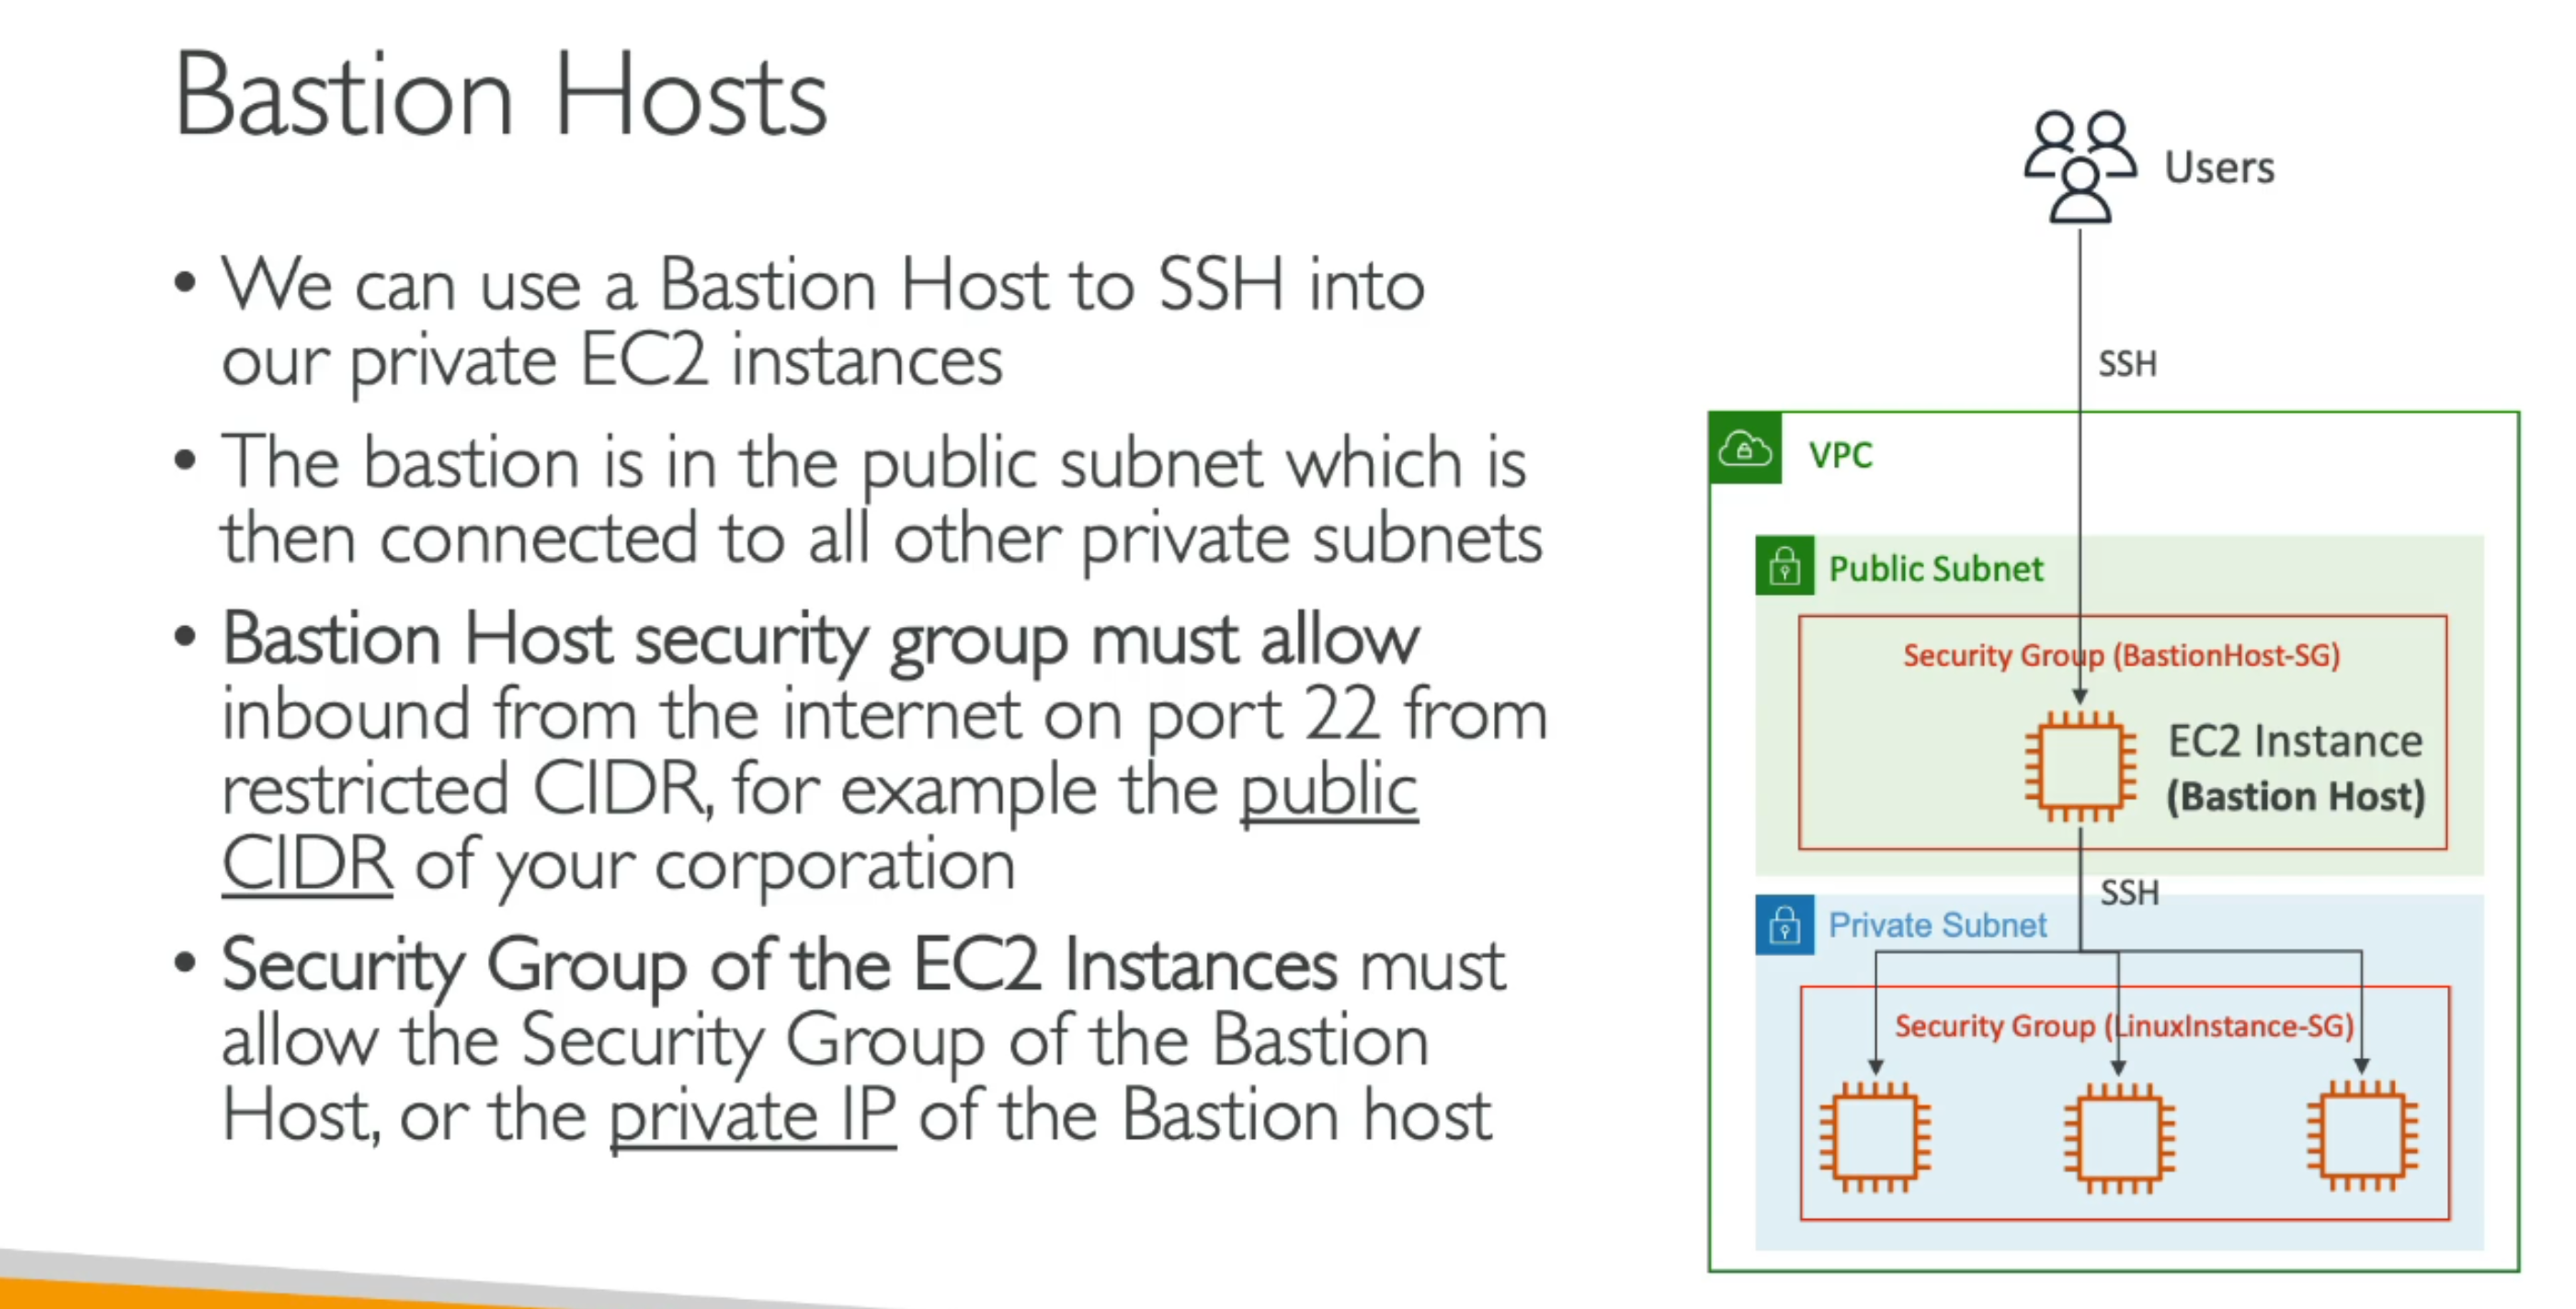 Bastion Hosts
• We can use a Bastion Host to SSH into
our private EC2 instances
• The bastion is in the public subnet which is
then connected to all other private subnets
• Bastion Host security group must allow
inbound from the internet on port 22 from
restricted CIDR, for example the public
CIDR of your corporation
• Security Group of the EC2 Instances must
allow the Security Group of the Bastion
Host, or the private IP of the Bastion host
Users
SSH
VPC
Public Subnet
Security Group (BastionHost-SG)
EC2 Instance
(Bastion Host)
SSH
Private Subnet
Security Group (LinuxInstance-SG)